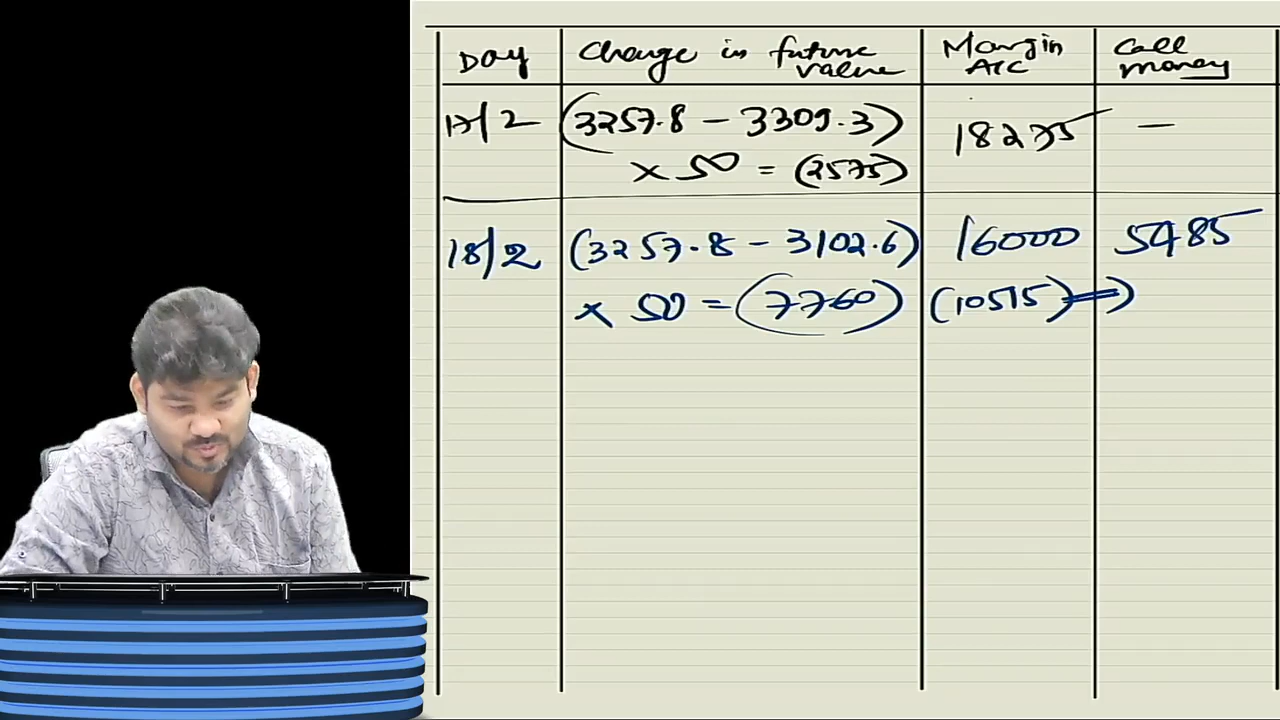 Day Change in future value Margin A/C Call money
17/2 (3257.8 - 3309.3) 18275 -
x 50 = (2575)
18/2 (3257.8 - 3102.6) 16000 5485
x 50 = (7760) (10515) ⇒)